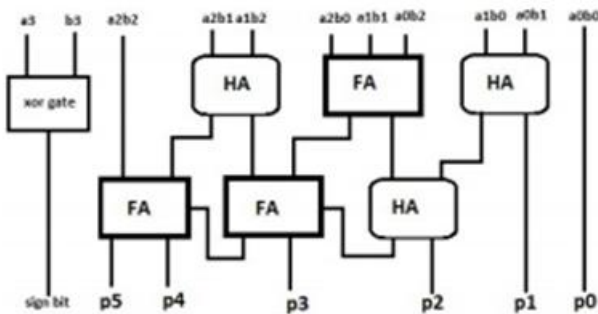 a3 b3 a2b2 a2b1 a1b2 a2b0 a1b1 a0b2 a1b0 a0b1 a0b0
xor gate HA FA HA
FA FA HA
sign bit p5 p4 p3 p2 p1 p0